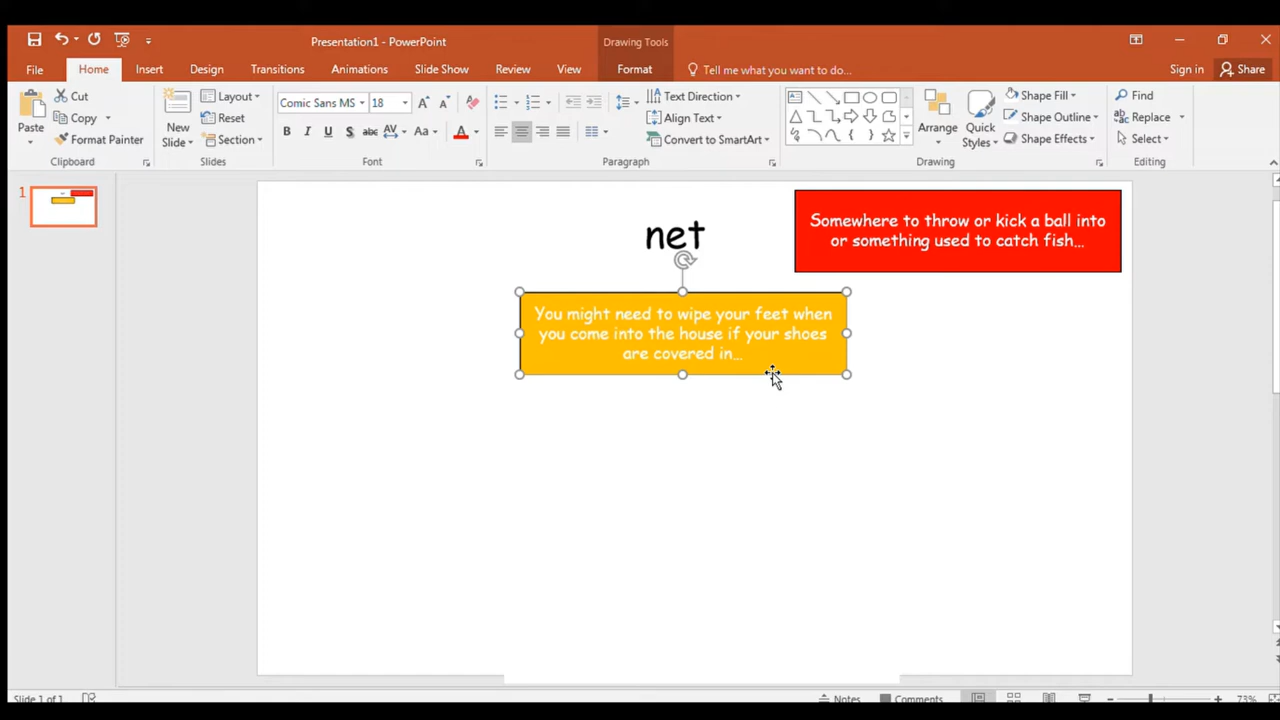 Presentation1 - PowerPoint
Drawing Tools
File Home Insert Design Transitions Animations Slide Show Review View Format Tell me what you want to do... Sign in Share
Cut
Copy
Format Painter
Paste
Clipboard
New
Slide
Layout
Reset
Section
Slides
Comic Sans MS 18
B I U S abc AV Aa A
Font
Text Direction
Align Text
Convert to SmartArt
Paragraph
Arrange
Quick
Styles
Shape Fill
Shape Outline
Shape Effects
Drawing
Find
Replace
Select
Editing
1
net
Somewhere to throw or kick a ball into
or something used to catch fish...
You might need to wipe your feet when
you come into the house if your shoes
are covered in...
Slide 1 of 1
Notes
Comments
73%